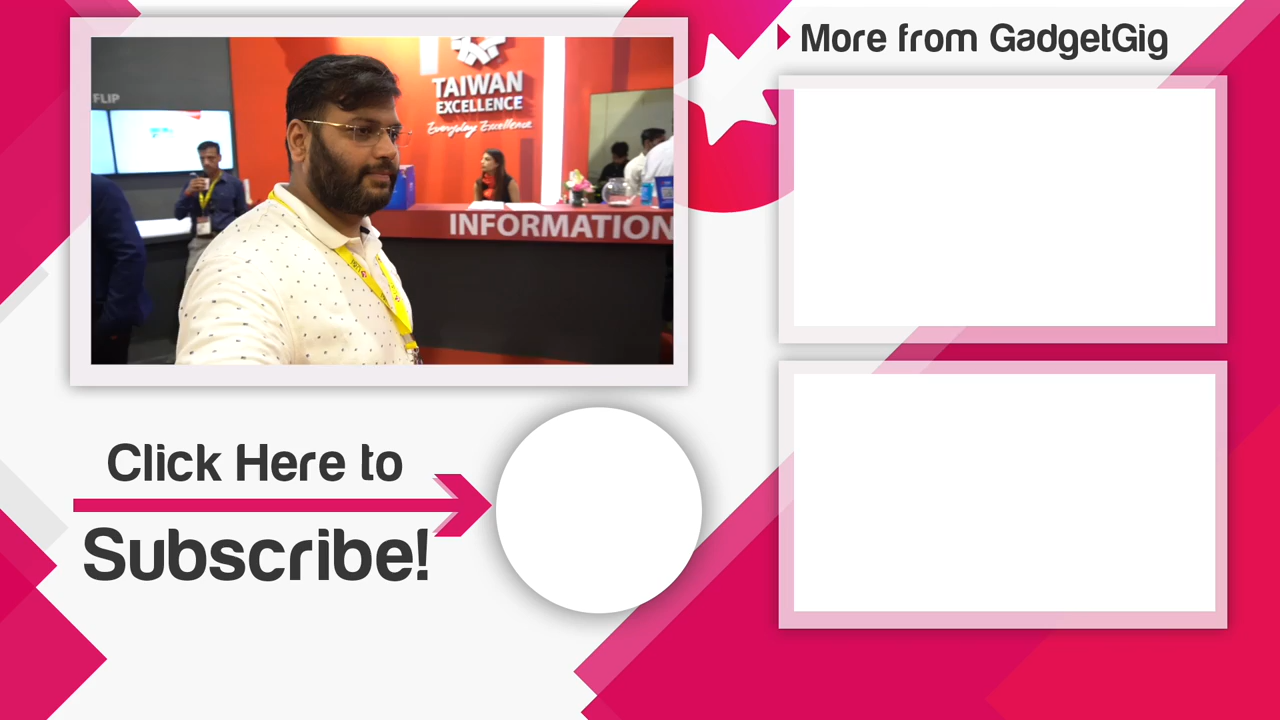 More from GadgetGig
FLIP
TAIWAN
EXCELLENCE
Everyday Excellence
INFORMATION
Click Here to
Subscribe!